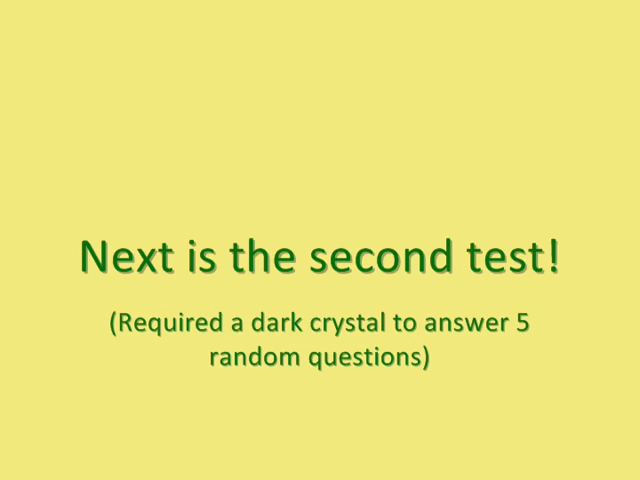 Next is the second test!
(Required a dark crystal to answer 5
random questions)